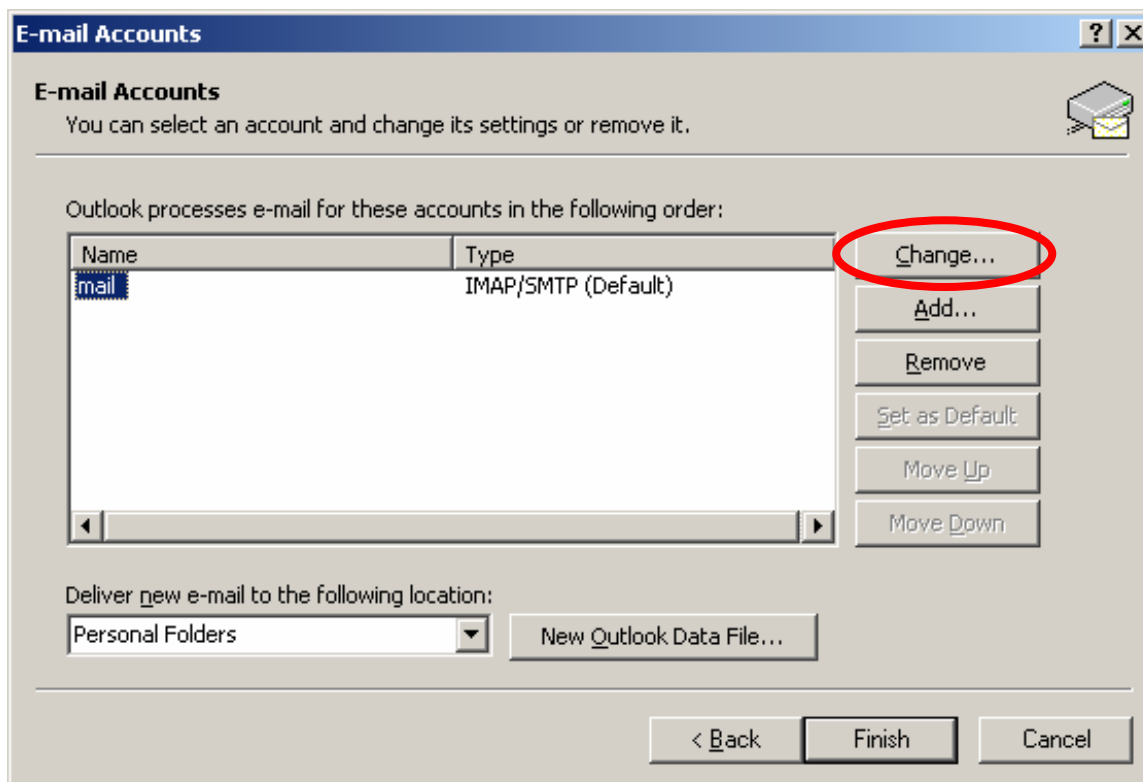 E-mail Accounts
?
E-mail Accounts
You can select an account and change its settings or remove it.
Outlook processes e-mail for these accounts in the following order:
Name Type
mail IMAP/SMTP (Default)
Change...
Add...
Remove
Set as Default
Move Up
Move Down
Deliver new e-mail to the following location:
Personal Folders
New Outlook Data File...
< Back Finish Cancel